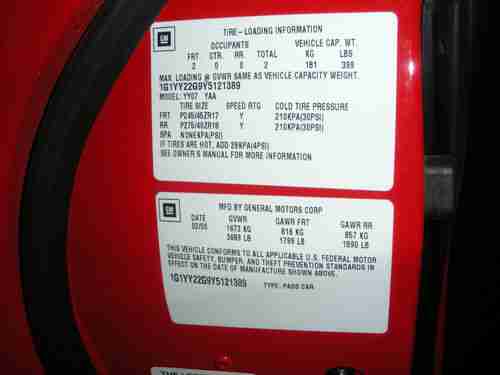 GM
TIRE - LOADING INFORMATION
OCCUPANTS VEHICLE CAP. WT.
FRT CTR. RR. TOTAL KG LBS
2 0 0 2 181 399
MAX. LOADING @ GVWR SAME AS VEHICLE CAPACITY WEIGHT.
1G1YY22G9Y5121389
MODEL: YY07 YAA
TIRE SIZE SPEED RTG COLD TIRE PRESSURE
FRT P245/45ZR17 Y 210KPA(30PSI)
RR P275/40ZR18 Y 210KPA(30PSI)
SPA NONEKPA(PSI)
IF TIRES ARE HOT, ADD 28KPA(4PSI)
SEE OWNER'S MANUAL FOR MORE INFORMATION
GM
MFD BY GENERAL MOTORS CORP
DATE GVWR GAWR FRT GAWR RR
02/00 1673 KG 816 KG 857 KG
3689 LB 1799 LB 1890 LB
THIS VEHICLE CONFORMS TO ALL APPLICABLE U.S. FEDERAL MOTOR
VEHICLE SAFETY, BUMPER, AND THEFT PREVENTION STANDARDS IN
EFFECT ON THE DATE OF MANUFACTURE SHOWN ABOVE.
1G1YY22G9Y5121389 TYPE: PASS CAR